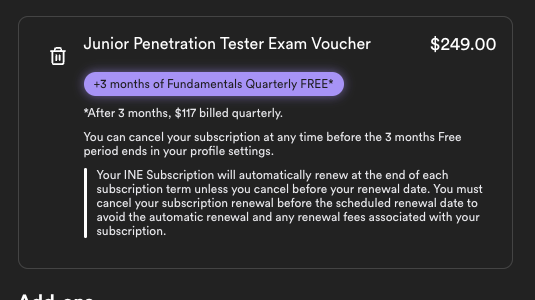 Junior Penetration Tester Exam Voucher $249.00
+3 months of Fundamentals Quarterly FREE*
*After 3 months, $117 billed quarterly.
You can cancel your subscription at any time before the 3 months Free
period ends in your profile settings.
Your INE Subscription will automatically renew at the end of each
subscription term unless you cancel before your renewal date. You must
cancel your subscription renewal before the scheduled renewal date to
avoid the automatic renewal and any renewal fees associated with your
subscription.